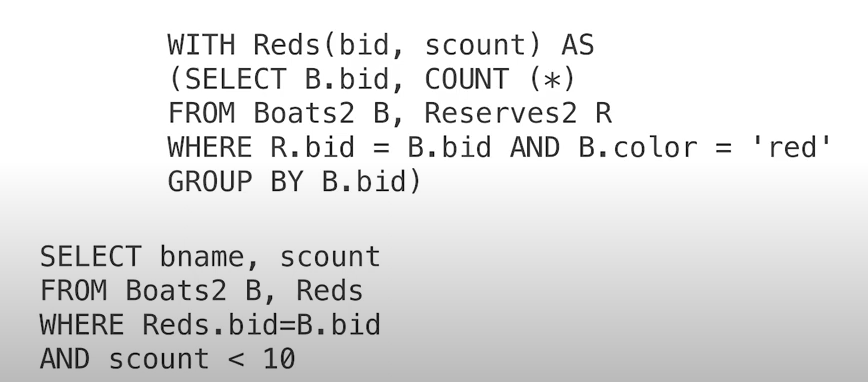 WITH Reds(bid, scount) AS
(SELECT B.bid, COUNT (*)
FROM Boats2 B, Reserves2 R
WHERE R.bid = B.bid AND B.color = 'red'
GROUP BY B.bid)
SELECT bname, scount
FROM Boats2 B, Reds
WHERE Reds.bid=B.bid
AND scount < 10